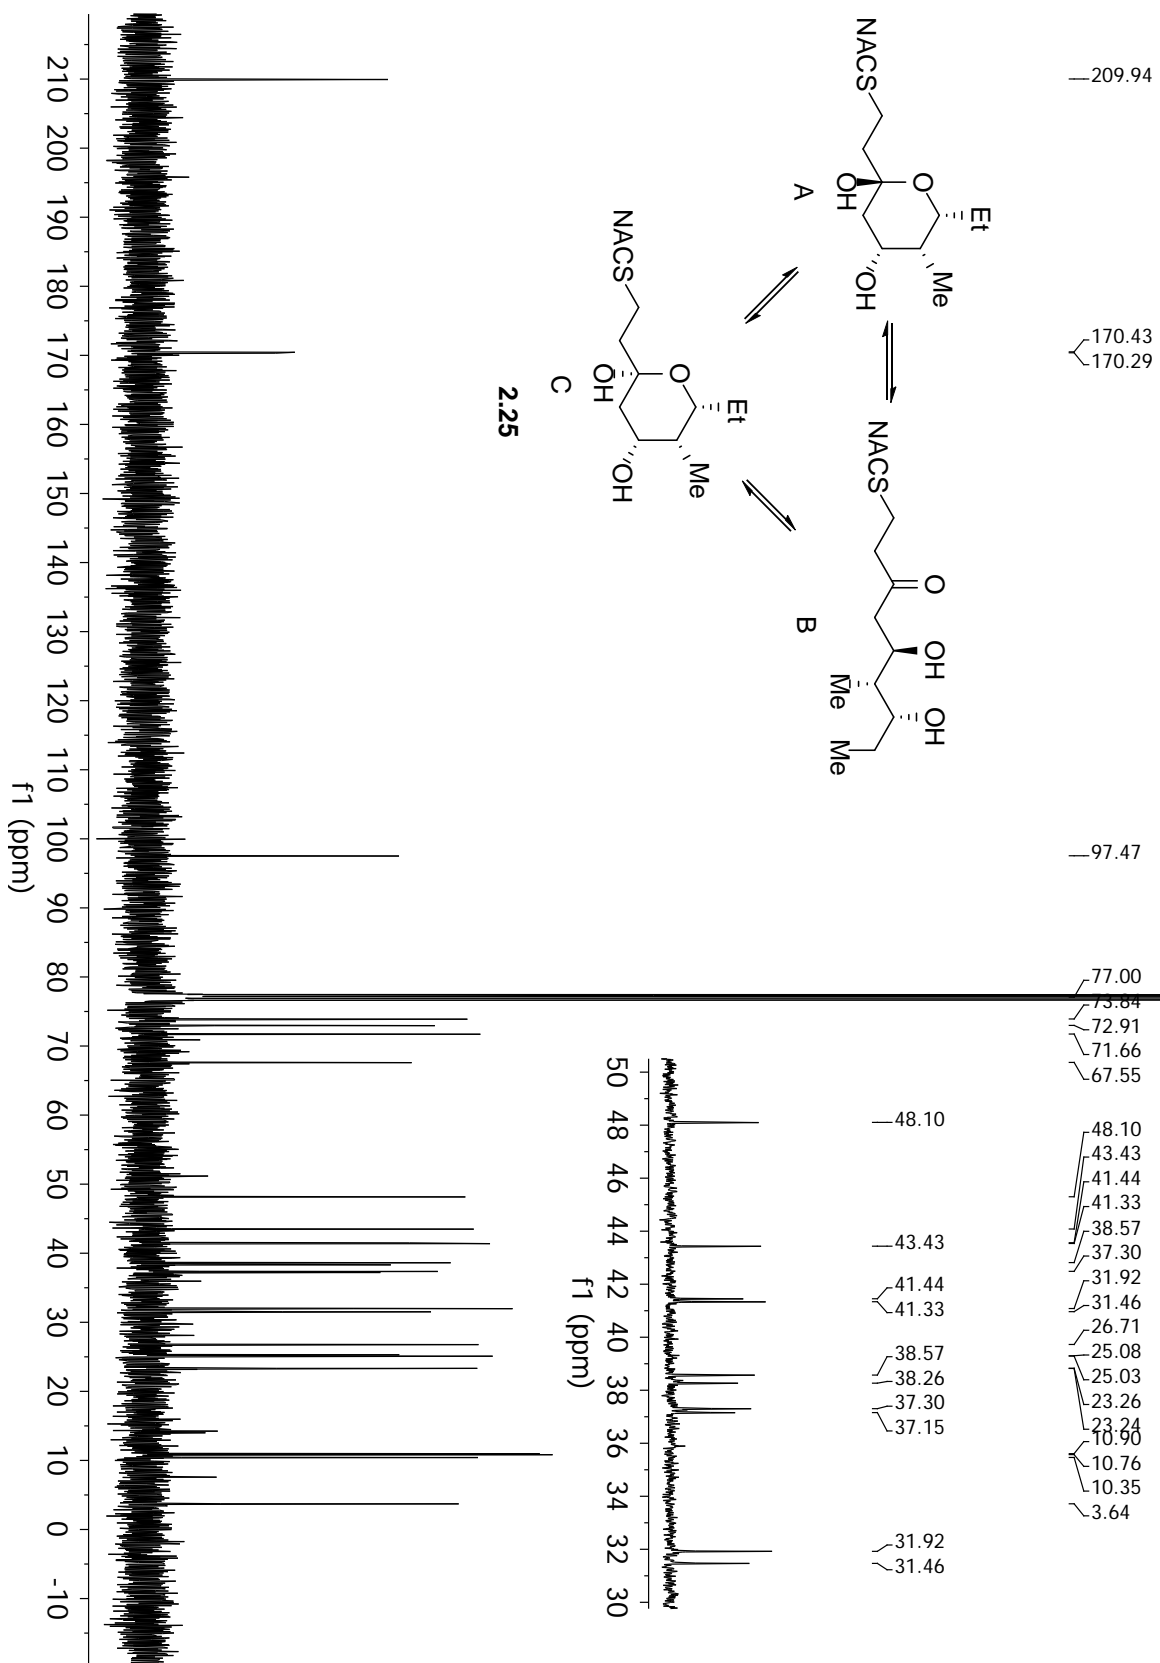 209.94
170.43
170.29
97.47
77.00
73.84
72.91
71.66
67.55
48.10
43.43
41.44
41.33
38.57
37.30
31.92
31.46
26.71
25.08
25.03
23.26
23.24
10.90
10.76
10.35
3.64
NACS
O
Et
Me
OH
OH
A
NACS
O
OH
OH
Me
Me
B
NACS
O
Et
Me
OH
OH
C
2.25
48.10
43.43
41.44
41.33
38.57
38.26
37.30
37.15
31.92
31.46
50 48 46 44 42 40 38 36 34 32 30
f1 (ppm)
210 200 190 180 170 160 150 140 130 120 110 100 90 80 70 60 50 40 30 20 10 0 -10
f1 (ppm)